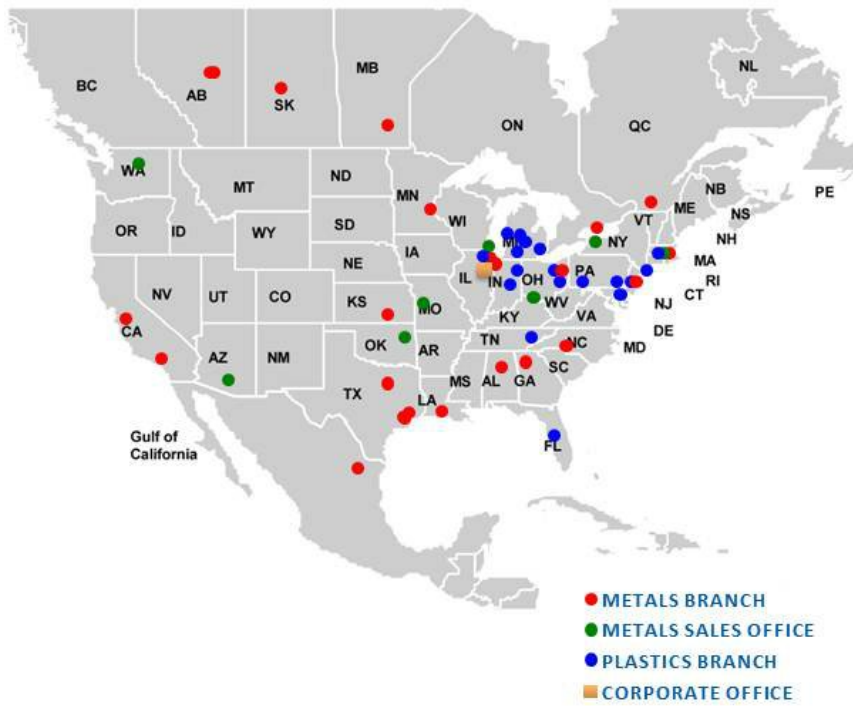 NL
MB
BC
AB
SK
ON
QC
WA
MT
ND
MN
NB
PE
VT
ME
NS
OR
ID
WY
SD
WI
MI
NY
NH
IA
MA
NE
IL
IN
OH
PA
RI
NV
UT
CO
KS
MO
WV
NJ
CT
CA
KY
VA
DE
OK
AR
TN
NC
MD
AZ
NM
SC
TX
LA
MS
AL
GA
Gulf of
California
FL
METALS BRANCH
METALS SALES OFFICE
PLASTICS BRANCH
CORPORATE OFFICE